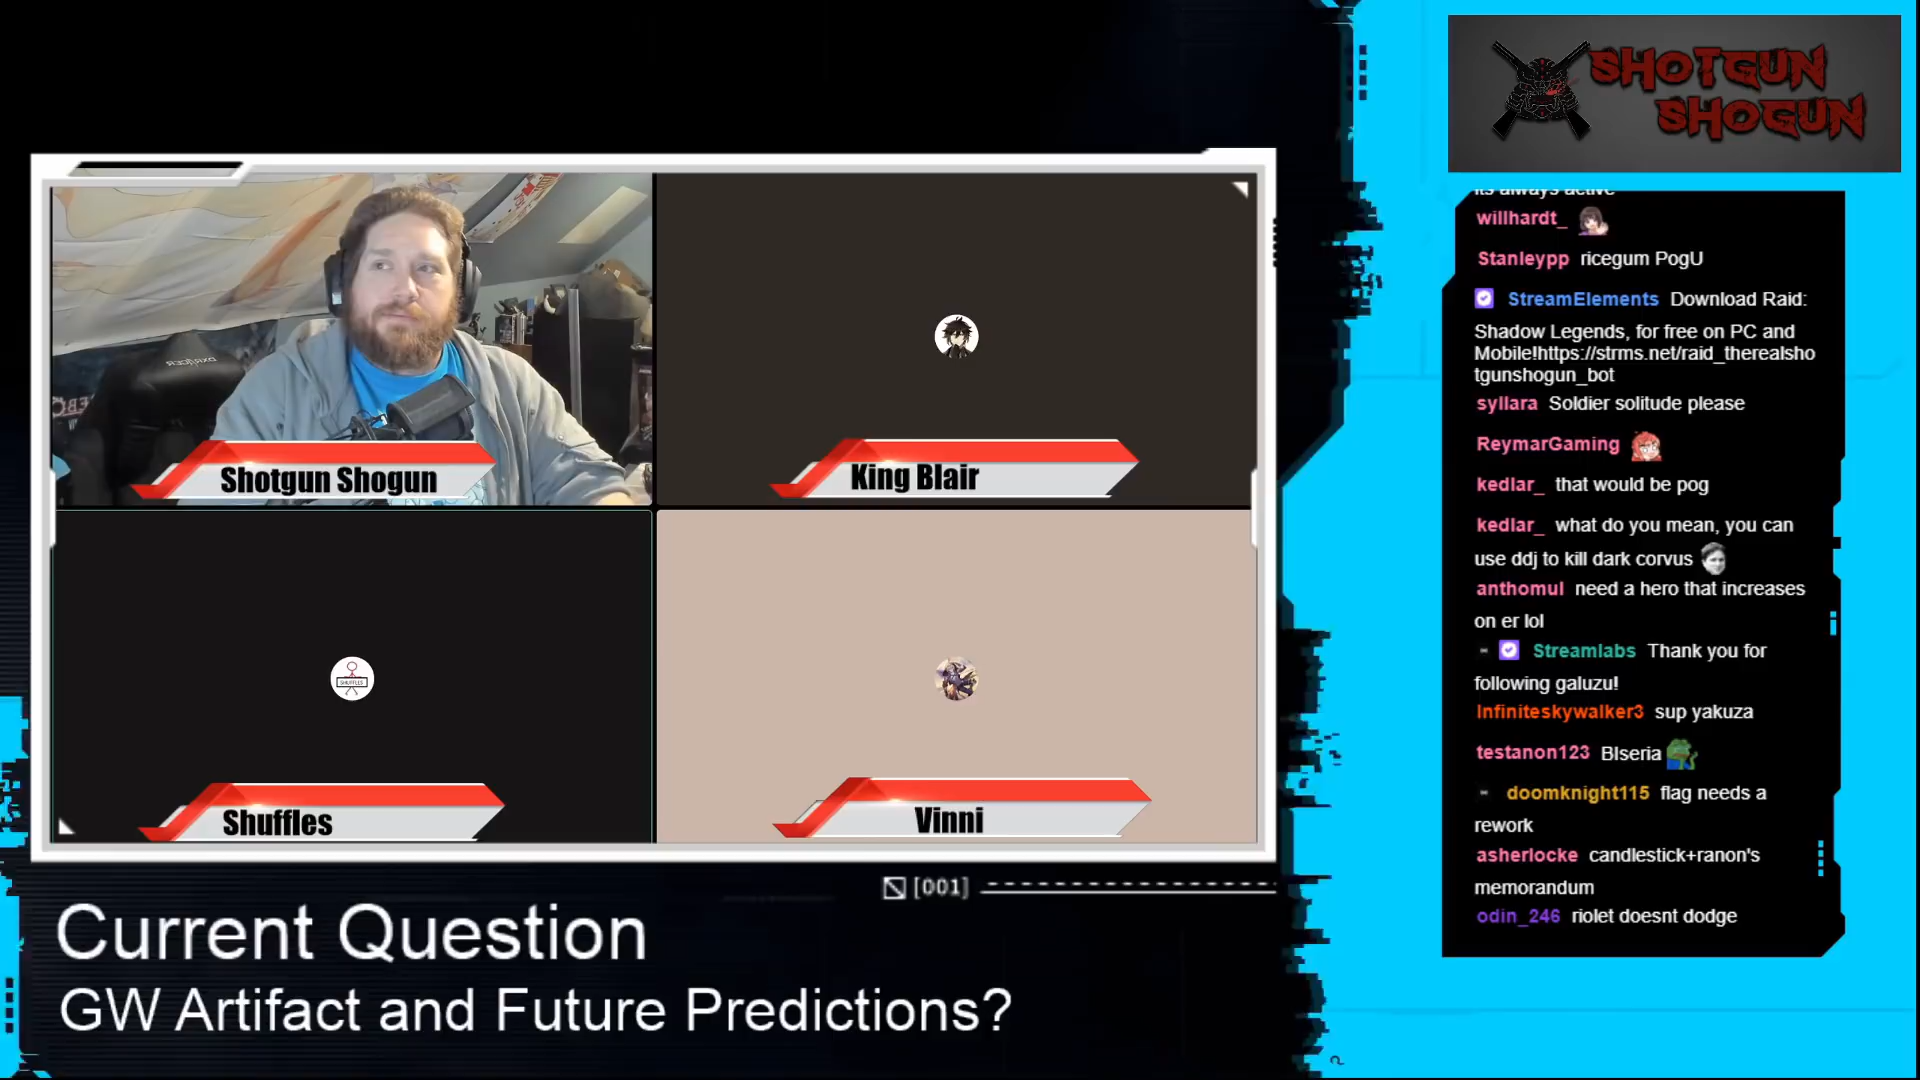 SHOTGUN
SHOGUN
its always active
willhardt_
Stanleypp ricegum PogU
StreamElements Download Raid:
Shadow Legends, for free on PC and
Mobile!https://strms.net/raid_therealsho
tgunshogun_bot
syllara Soldier solitude please
ReymarGaming
kedlar_ that would be pog
kedlar_ what do you mean, you can
use ddj to kill dark corvus
anthomul need a hero that increases
on er lol
Streamlabs Thank you for
following galuzu!
Infiniteskywalker3 sup yakuza
testanon123 Blseria
doomknight115 flag needs a
rework
asherlocke candlestick+ranon's
memorandum
odin_246 riolet doesnt dodge
Shotgun Shogun
King Blair
SHUFFLES
Shuffles
Vinni
[001]
Current Question
GW Artifact and Future Predictions?